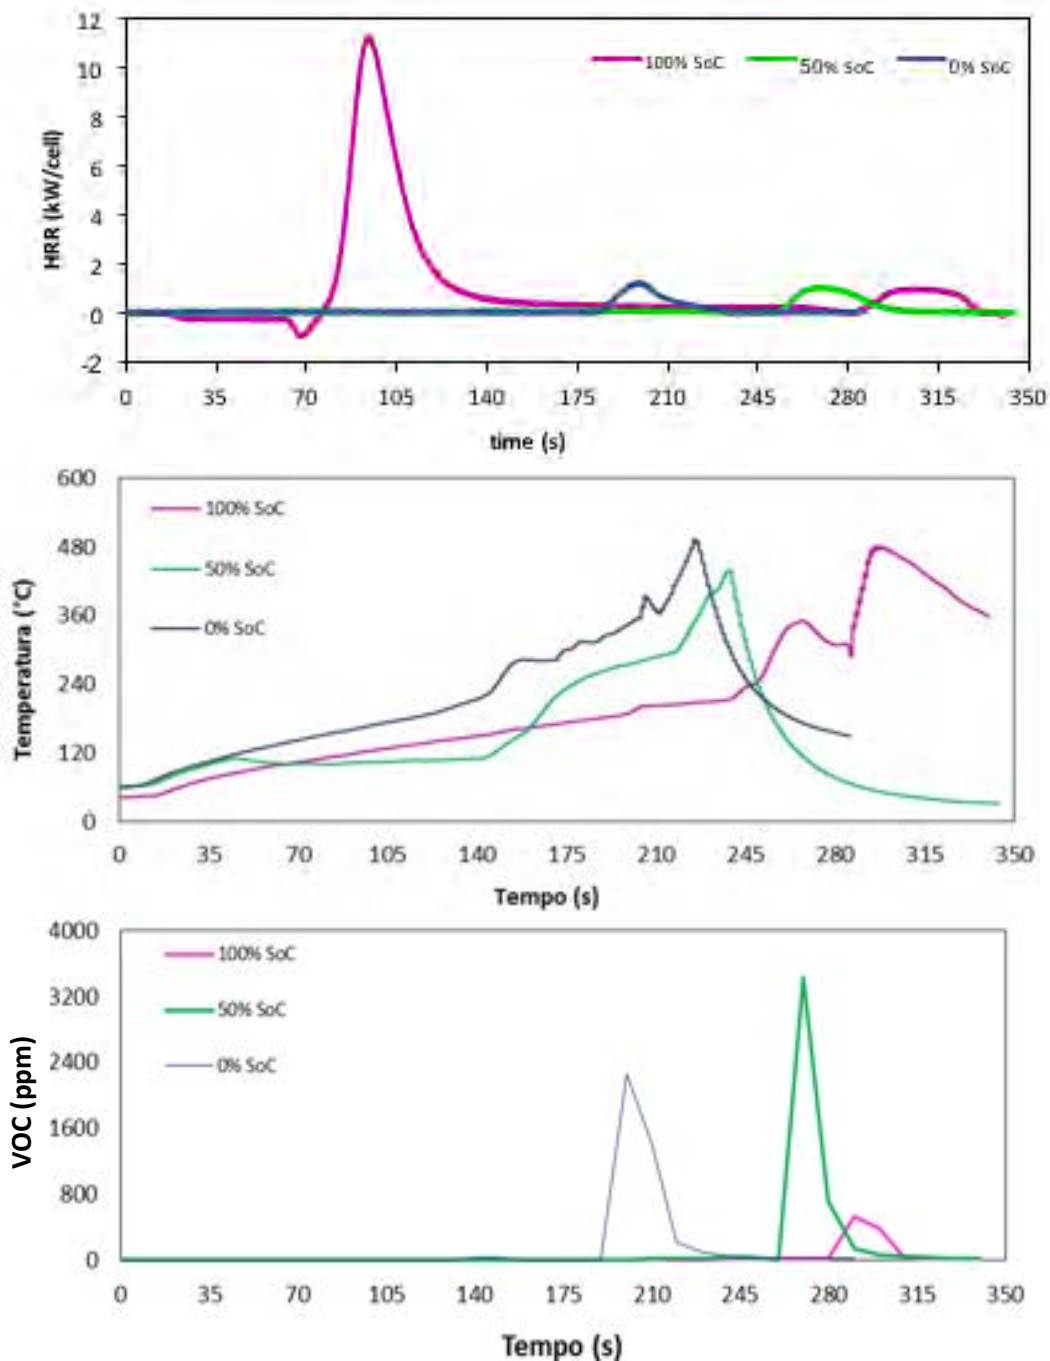 12
10
8
6
4
2
0
-2
HRR (kW/cell)
100% SoC 50% SoC 0% SoC
0 35 70 105 140 175 210 245 280 315 350
time (s)
600
480
360
240
120
0
Temperatura (°C)
100% SoC
50% SoC
0% SoC
0 35 70 105 140 175 210 245 280 315 350
Tempo (s)
4000
3200
2400
1600
800
0
VOC (ppm)
100% SoC
50% SoC
0% SoC
0 35 70 105 140 175 210 245 280 315 350
Tempo (s)